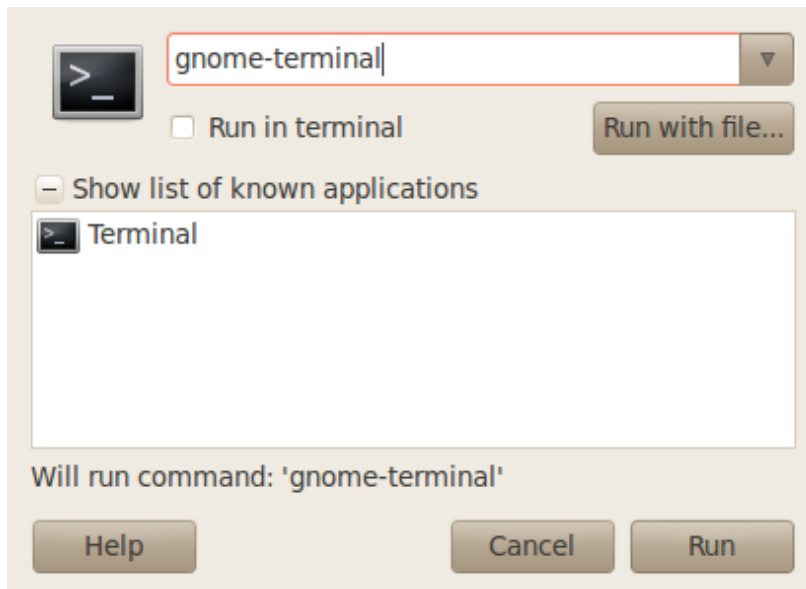 gnome-terminal
Run in terminal
Run with file...
Show list of known applications
Terminal
Will run command: 'gnome-terminal'
Help Cancel Run